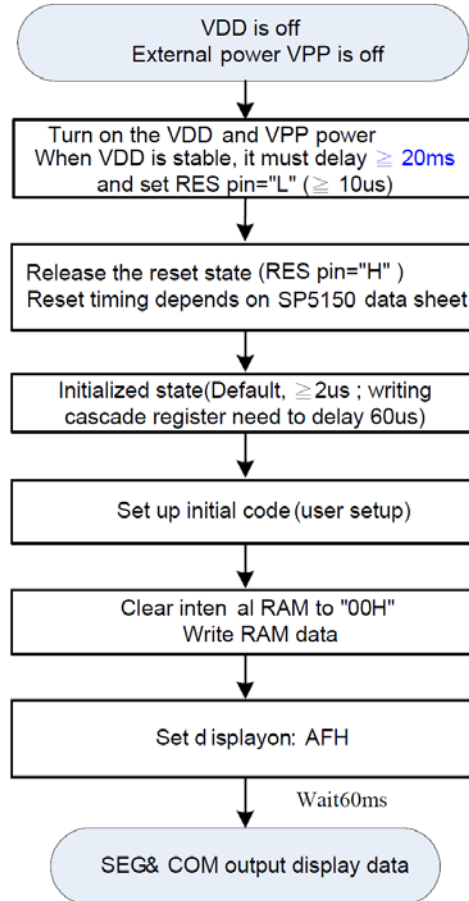 VDD is off
External power VPP is off
Turn on the VDD and VPP power
When VDD is stable, it must delay ≧ 20ms
and set RES pin="L" (≧ 10us)
Release the reset state (RES pin="H" )
Reset timing depends on SP5150 data sheet
Initialized state(Default, ≧2us ; writing
cascade register need to delay 60us)
Set up initial code (user setup)
Clear inten al RAM to "00H"
Write RAM data
Set d isplayon: AFH
Wait60ms
SEG& COM output display data